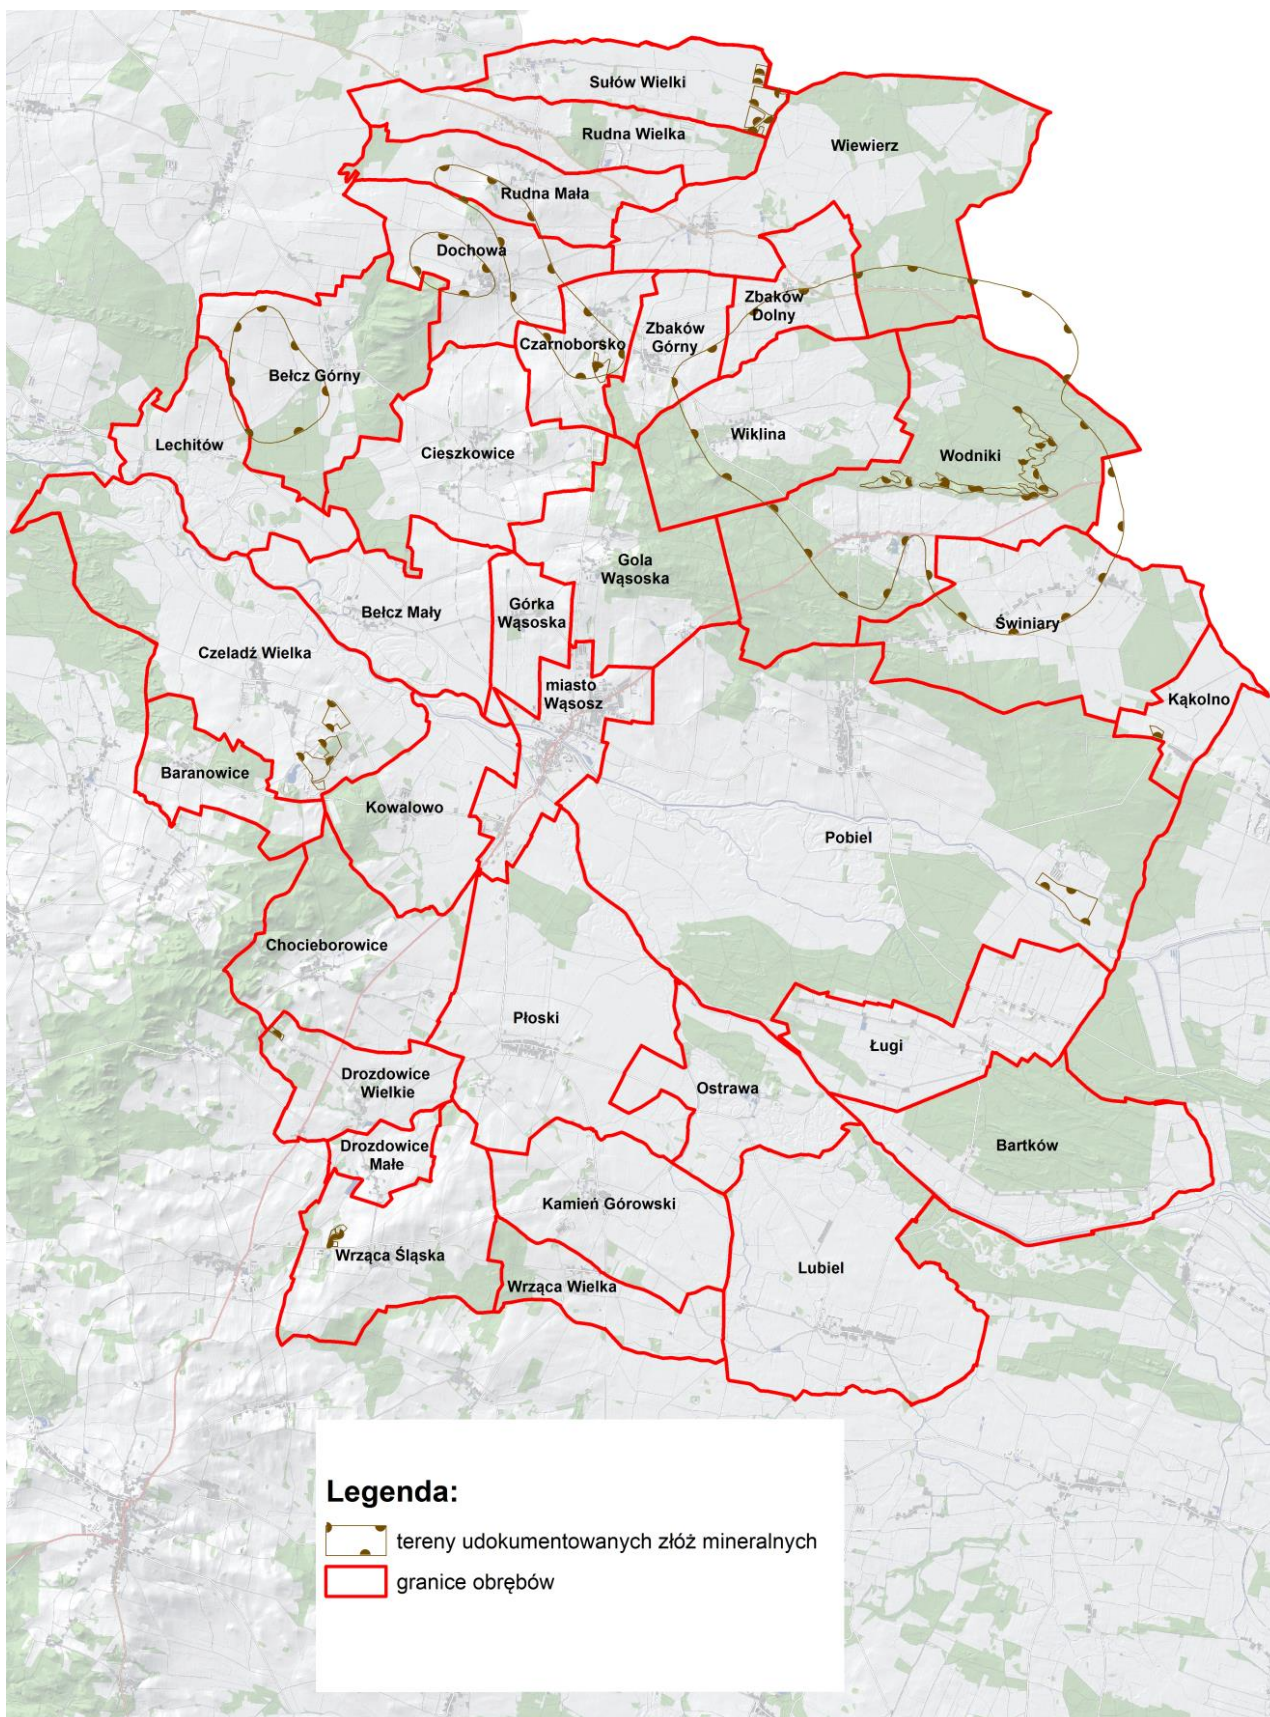 Sułów Wielki
Rudna Wielka
Wiewierz
Rudna Mała
Dochowa
Zbaków
Dolny
Zbaków
Górny
Czarnoborsko
Bełcz Górny
Lechitów
Cieszkowice
Wiklina
Wodniki
Gola
Wąsoska
Górka
Wąsoska
Bełcz Mały
Świniary
Czeladź Wielka
miasto
Wąsosz
Kąkolno
Baranowice
Kowalowo
Pobiel
Chocieborowice
Płoski
Ługi
Drozdowice
Wielkie
Ostrawa
Drozdowice
Małe
Bartków
Kamień Górowski
Wrząca Śląska
Wrząca Wielka
Lubiel
Legenda:
tereny udokumentowanych złóż mineralnych
granice obrębów